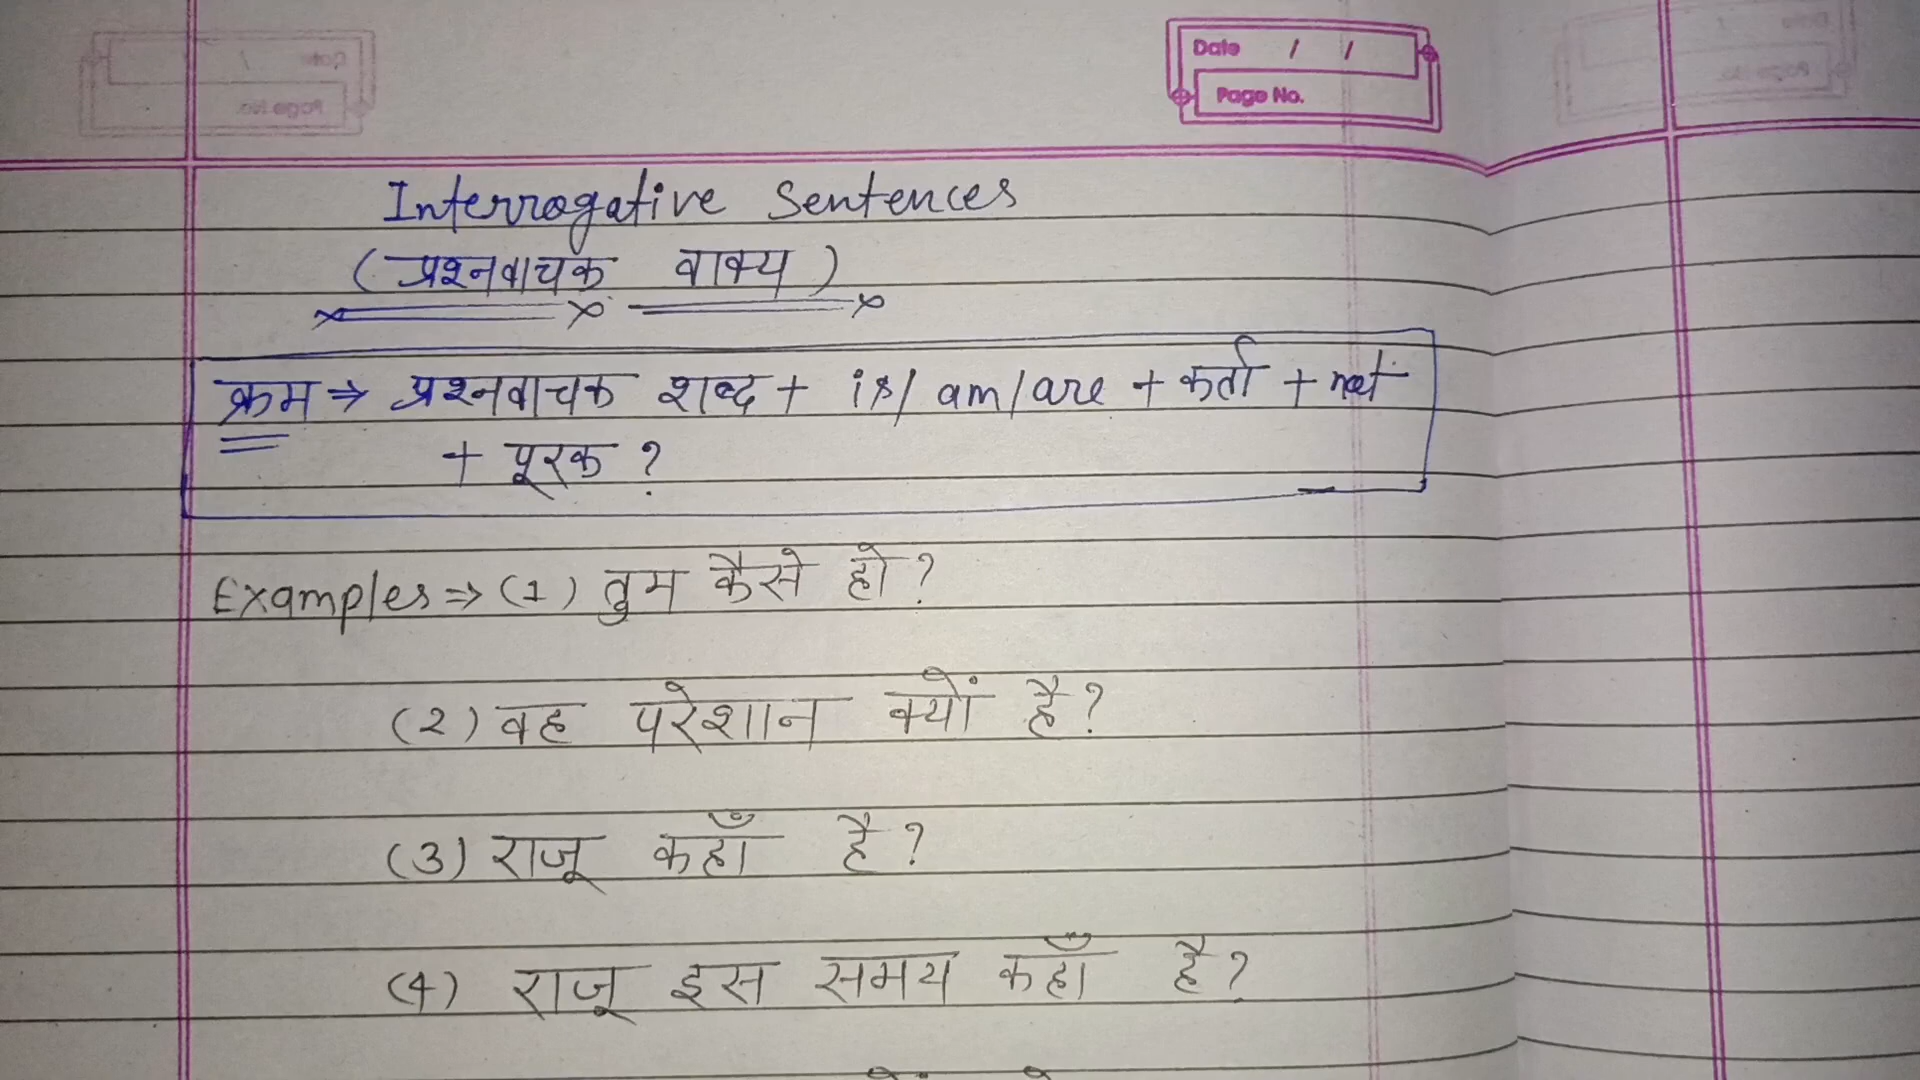 Date / /
Page No.
Interrogative Sentences
(प्रश्नवाचक वाक्य)
क्रम ⇒ प्रश्नवाचक शब्द + is/am/are + कर्ता + not
+ पूरक ?
Examples ⇒ (1) तुम कैसे हो?
(2) वह परेशान क्यों है?
(3) राजू कहाँ है?
(4) राजू इस समय कहाँ है?